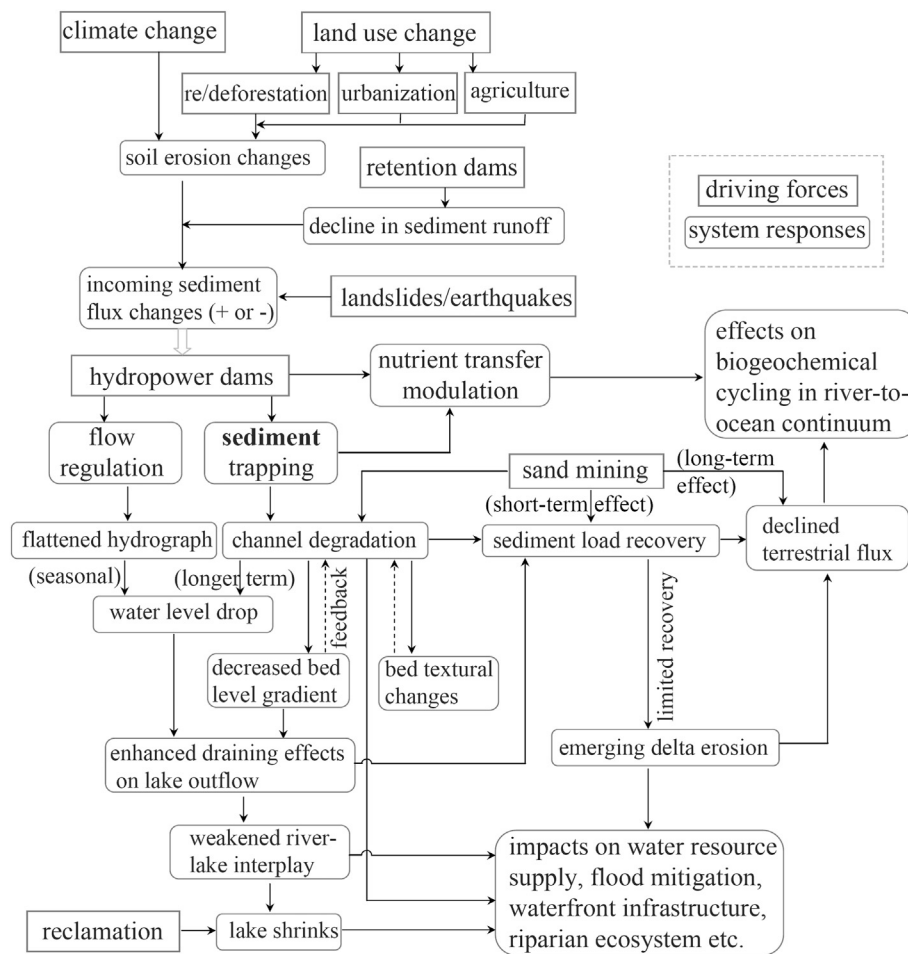 climate change
land use change
re/deforestation
urbanization
agriculture
soil erosion changes
retention dams
decline in sediment runoff
driving forces
system responses
incoming sediment
flux changes (+ or -)
landslides/earthquakes
hydropower dams
nutrient transfer
modulation
effects on
biogeochemical
cycling in river-to-
ocean continuum
flow
regulation
sediment
trapping
sand mining
(long-term
effect)
(short-term effect)
flattened hydrograph
channel degradation
sediment load recovery
declined
terrestrial flux
(seasonal)
(longer term)
feedback
water level drop
decreased bed
level gradient
bed textural
changes
limited recovery
enhanced draining effects
on lake outflow
emerging delta erosion
weakened river-
lake interplay
impacts on water resource
supply, flood mitigation,
waterfront infrastructure,
riparian ecosystem etc.
reclamation
lake shrinks